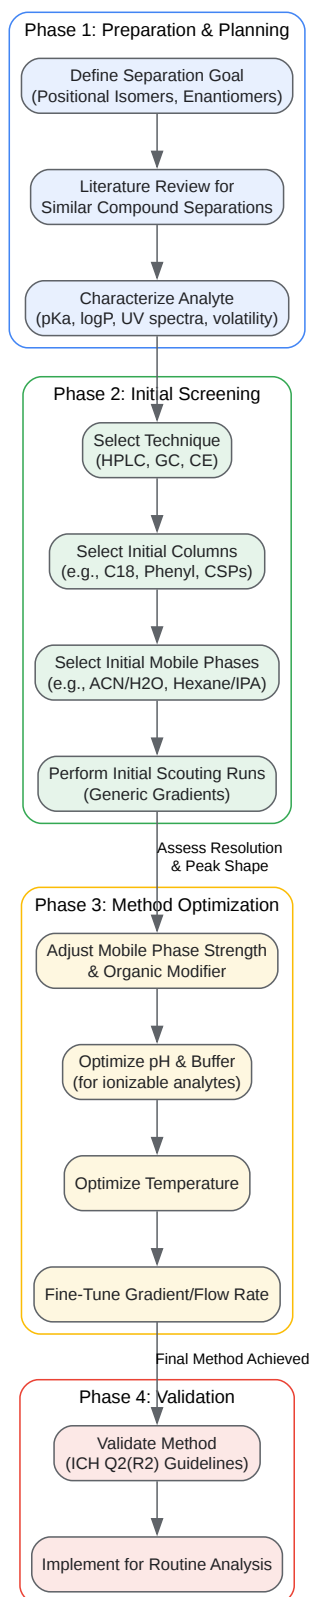 Phase 1: Preparation & Planning
Define Separation Goal
(Positional Isomers, Enantiomers)
Literature Review for
Similar Compound Separations
Characterize Analyte
(pKa, logP, UV spectra, volatility)
Phase 2: Initial Screening
Select Technique
(HPLC, GC, CE)
Select Initial Columns
(e.g., C18, Phenyl, CSPs)
Select Initial Mobile Phases
(e.g., ACN/H2O, Hexane/IPA)
Perform Initial Scouting Runs
(Generic Gradients)
Assess Resolution
& Peak Shape
Phase 3: Method Optimization
Adjust Mobile Phase Strength
& Organic Modifier
Optimize pH & Buffer
(for ionizable analytes)
Optimize Temperature
Fine-Tune Gradient/Flow Rate
Final Method Achieved
Phase 4: Validation
Validate Method
(ICH Q2(R2) Guidelines)
Implement for Routine Analysis